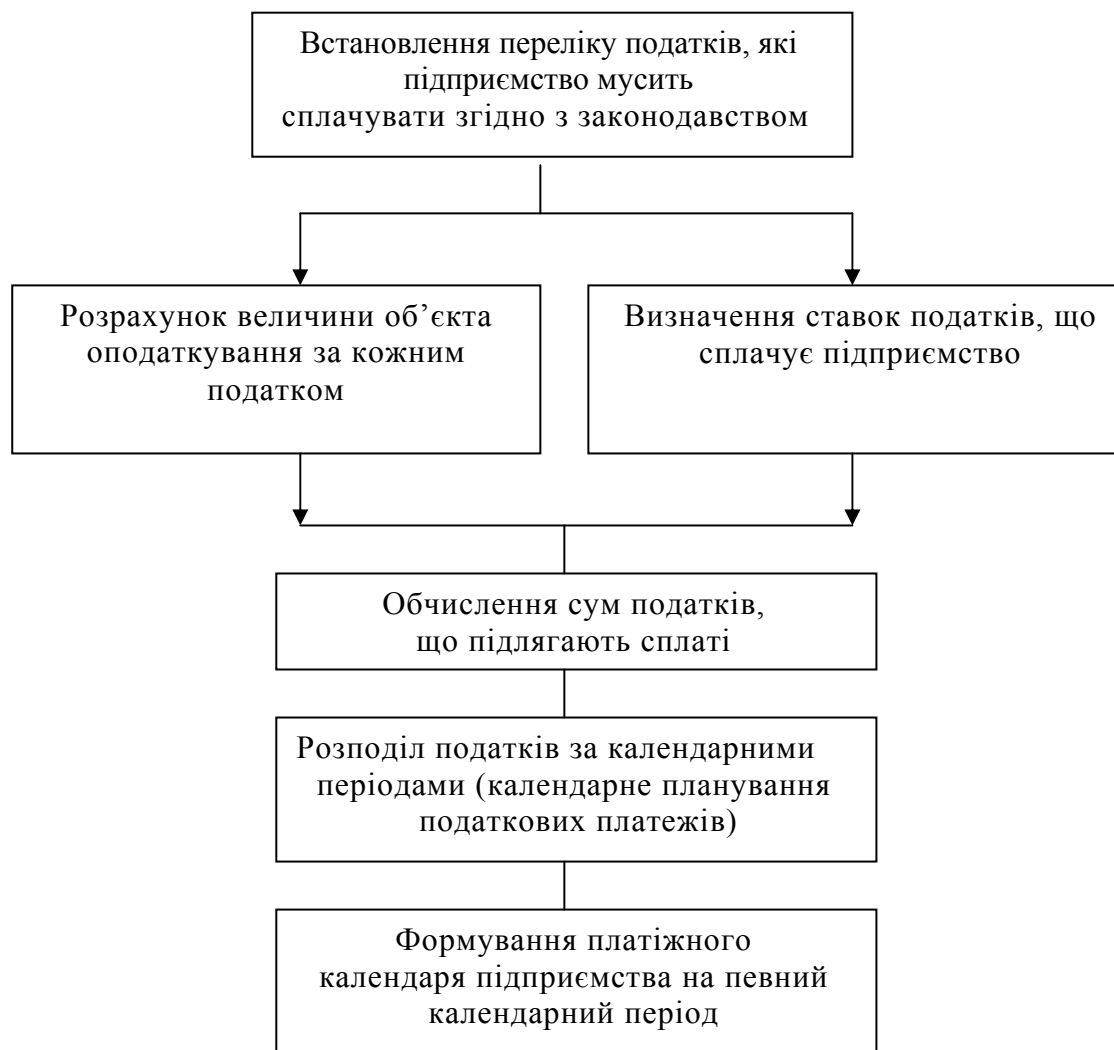 Встановлення переліку податків, які
підприємство мусить
сплачувати згідно з законодавством
Розрахунок величини об’єкта
оподаткування за кожним
податком
Визначення ставок податків, що
сплачує підприємство
Обчислення сум податків,
що підлягають сплаті
Розподіл податків за календарними
періодами (календарне планування
податкових платежів)
Формування платіжного
календаря підприємства на певний
календарний період